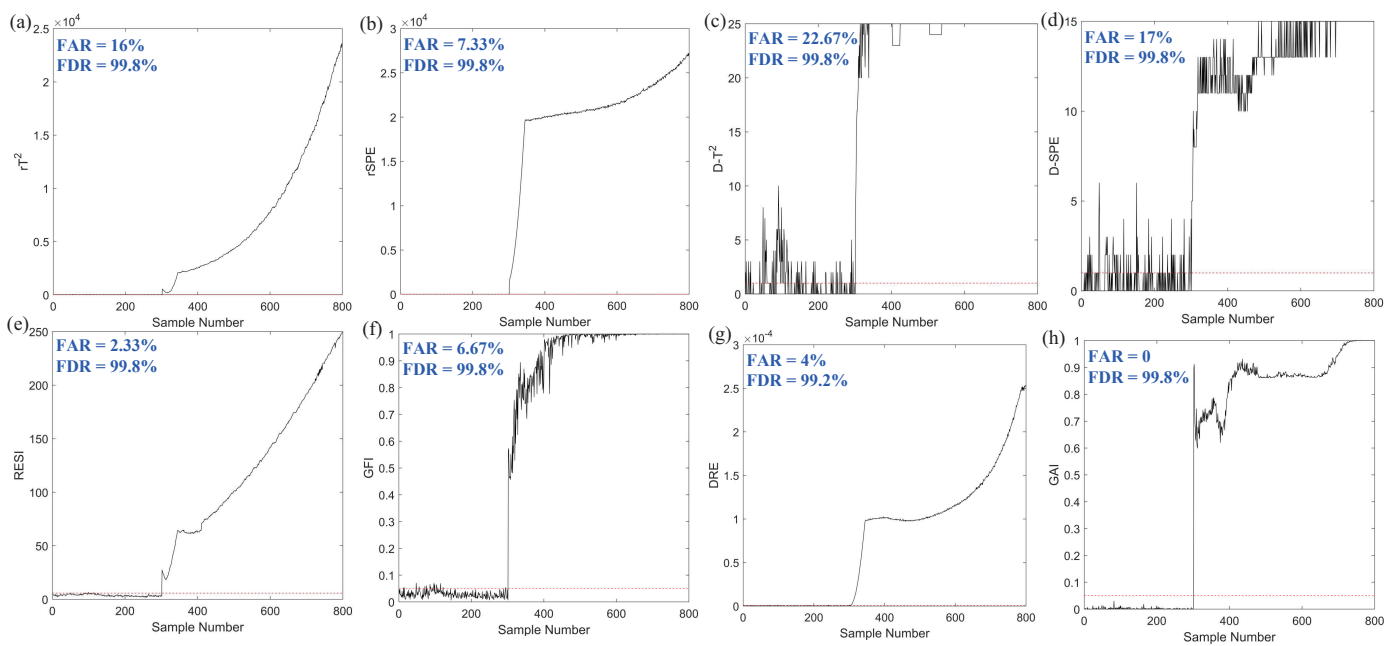 (a)
×10⁴
FAR = 16%
FDR = 99.8%
rT²
2.5
2
1.5
1
0.5
0
0 200 400 600 800
Sample Number
(b)
×10⁴
FAR = 7.33%
FDR = 99.8%
rSPE
3
2.5
2
1.5
1
0.5
0
0 200 400 600 800
Sample Number
(c)
FAR = 22.67%
FDR = 99.8%
D-T²
25
20
15
10
5
0
0 200 400 600 800
Sample Number
(d)
FAR = 17%
FDR = 99.8%
D-SPE
15
10
5
0
0 200 400 600 800
Sample Number
(e)
FAR = 2.33%
FDR = 99.8%
RESI
250
200
150
100
50
0
0 200 400 600 800
Sample Number
(f)
FAR = 6.67%
FDR = 99.8%
GFI
1
0.9
0.8
0.7
0.6
0.5
0.4
0.3
0.2
0.1
0
0 200 400 600 800
Sample Number
(g)
×10⁻⁴
FAR = 4%
FDR = 99.2%
DRE
3
2.5
2
1.5
1
0.5
0
0 200 400 600 800
Sample Number
(h)
FAR = 0
FDR = 99.8%
GAI
1
0.9
0.8
0.7
0.6
0.5
0.4
0.3
0.2
0.1
0
0 200 400 600 800
Sample Number